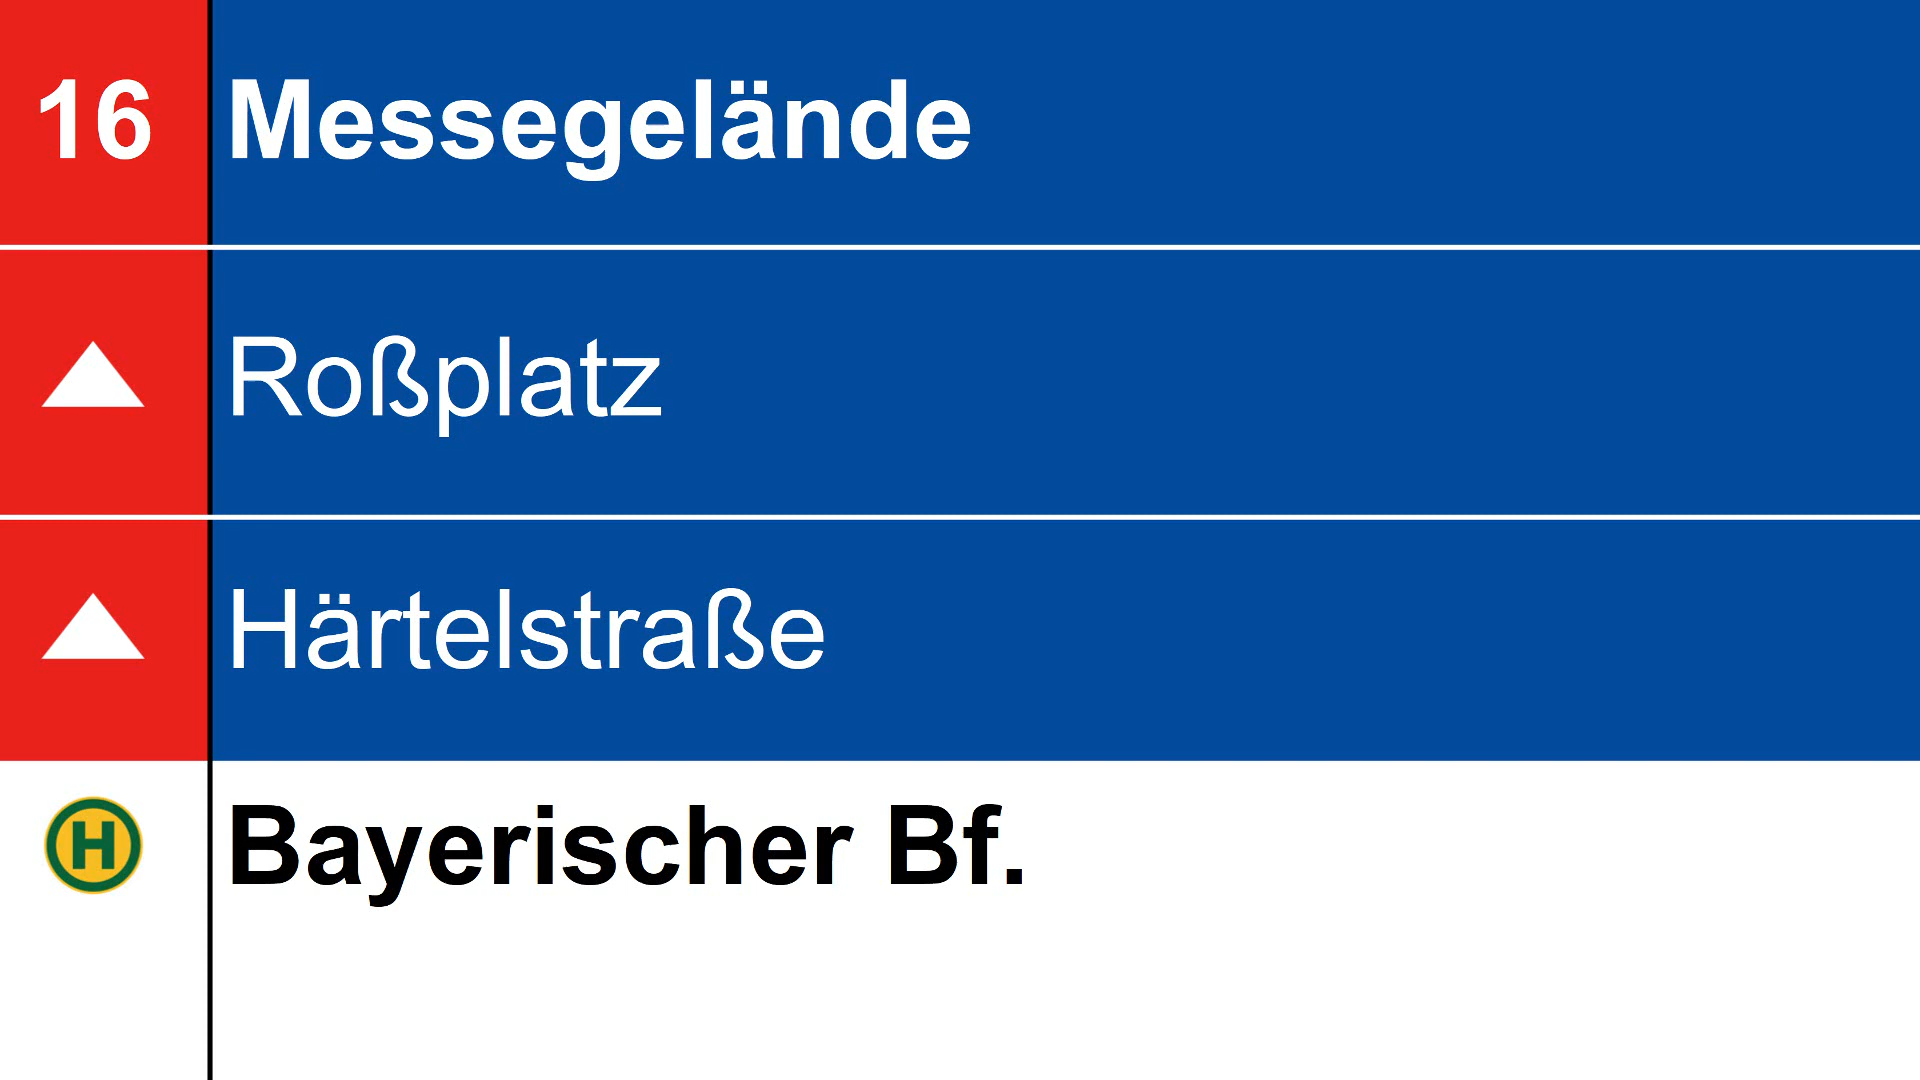 16 Messegelände
Roßplatz
Härtelstraße
H Bayerischer Bf.